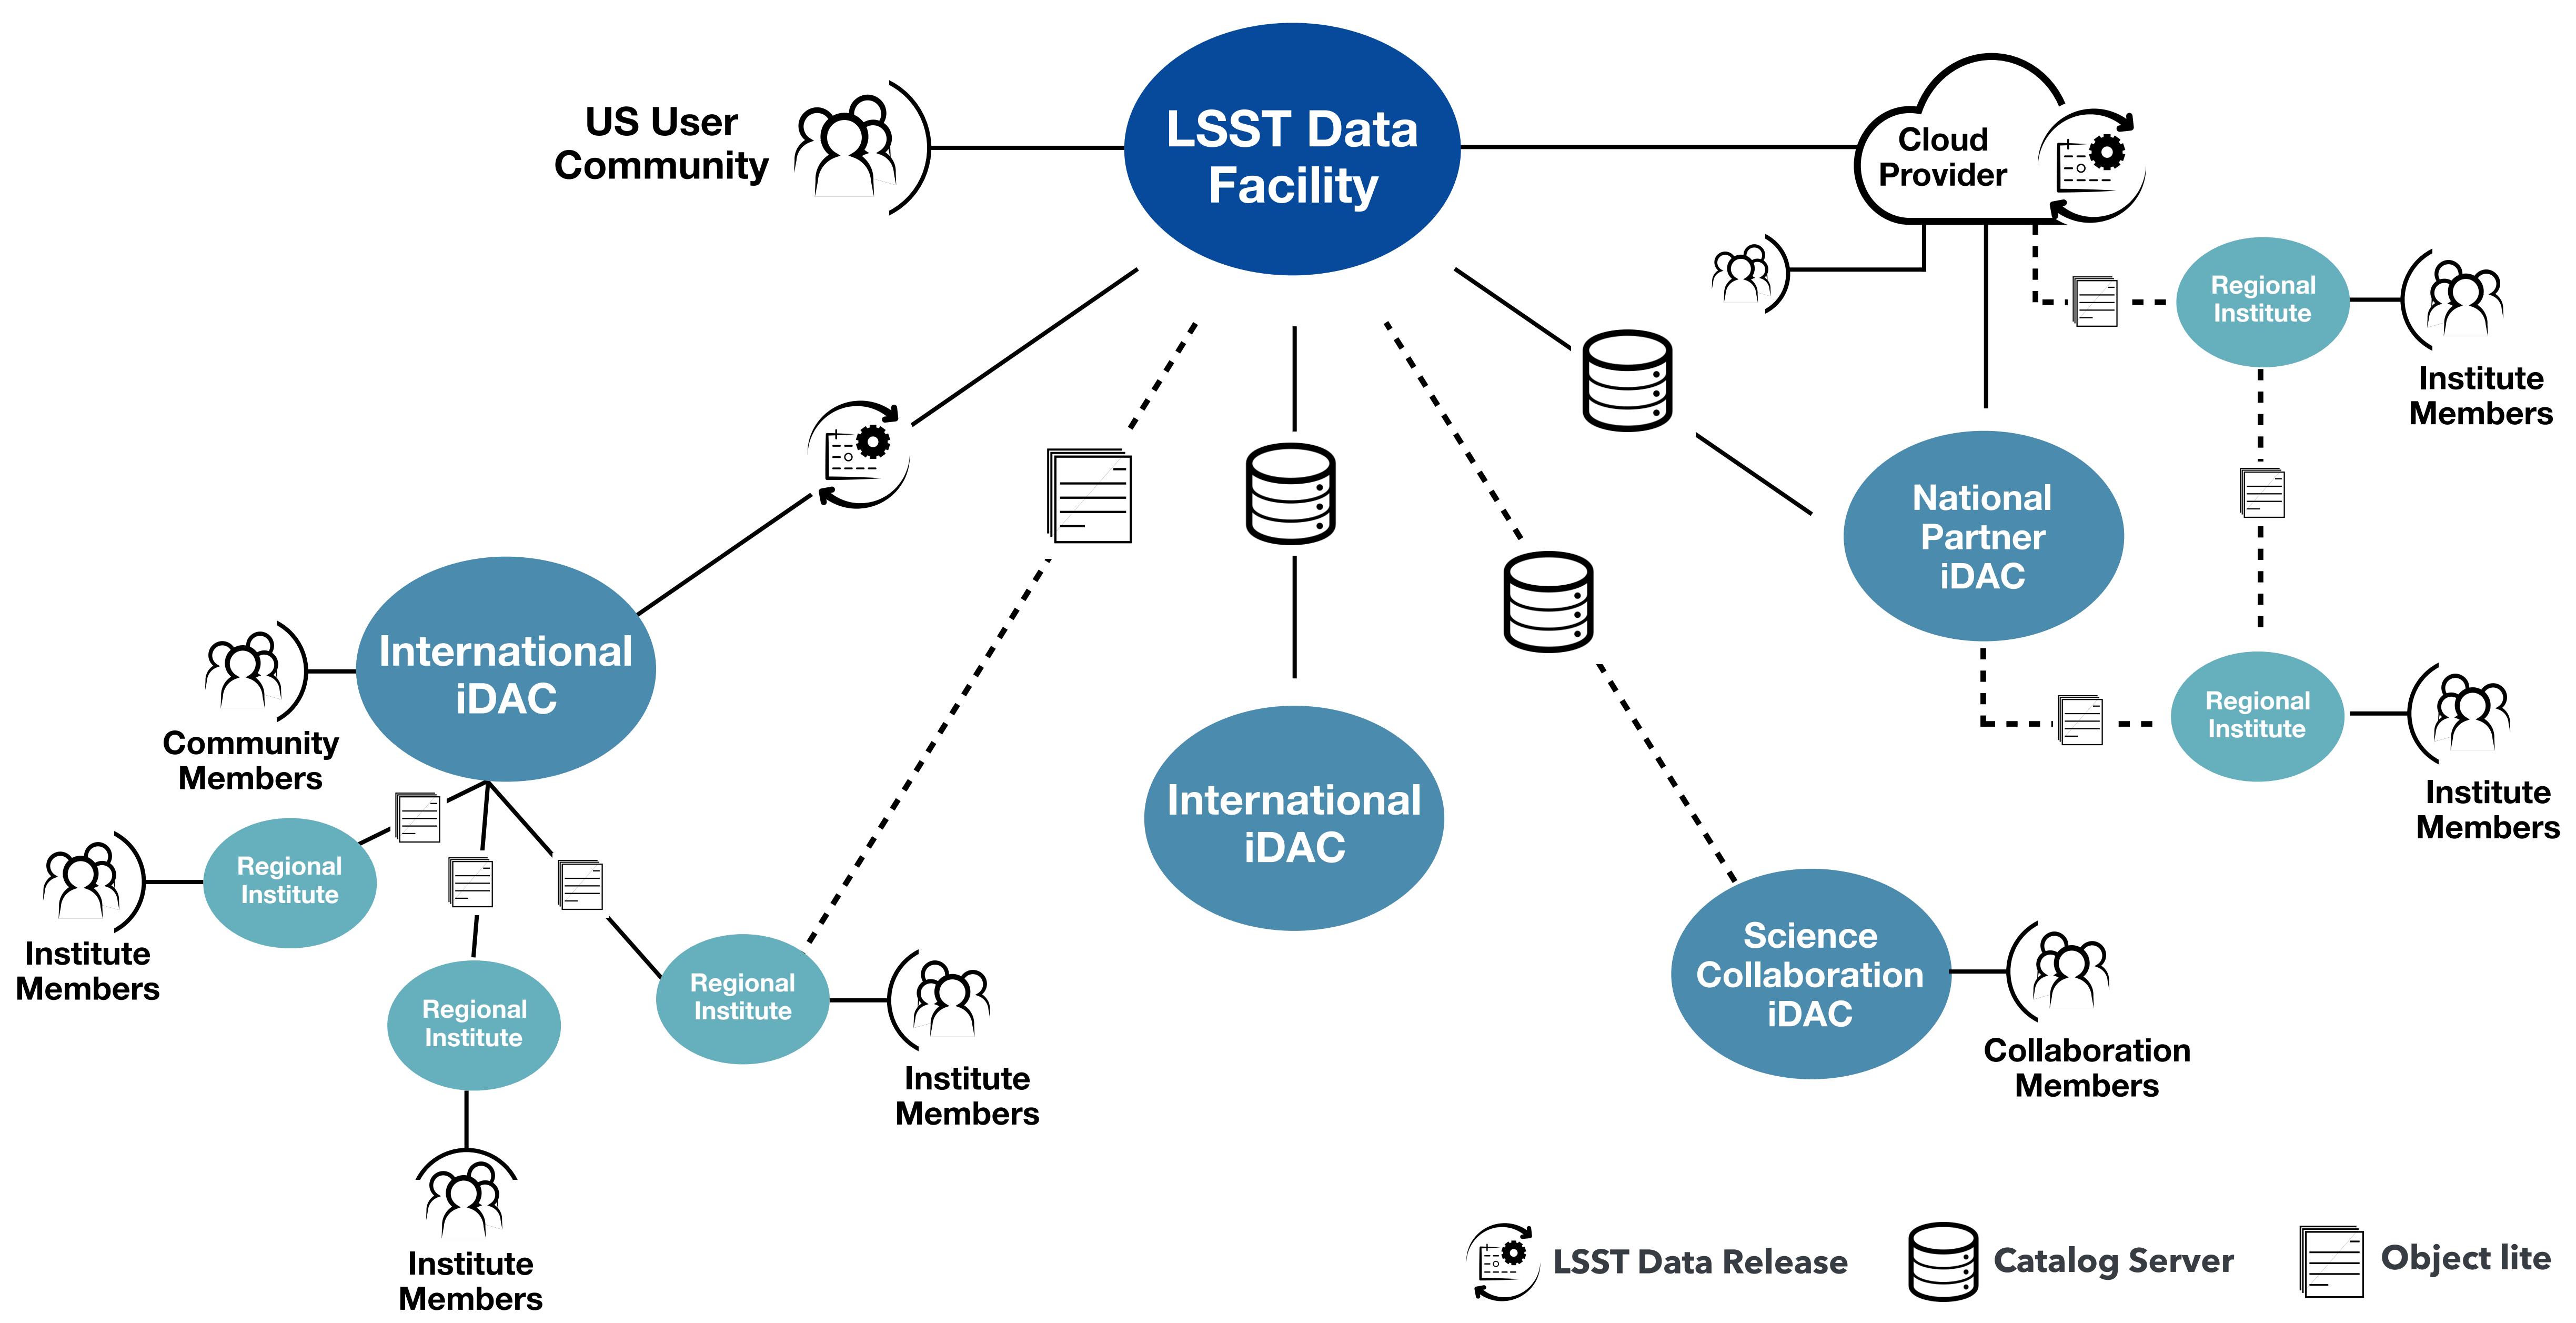 US User
Community
LSST Data
Facility
Cloud
Provider
Regional
Institute
Institute
Members
National
Partner
iDAC
International
iDAC
Community
Members
Regional
Institute
Institute
Members
International
iDAC
Regional
Institute
Institute
Members
Regional
Institute
Institute
Members
Regional
Institute
Institute
Members
Science
Collaboration
iDAC
Collaboration
Members
LSST Data Release
Catalog Server
Object lite